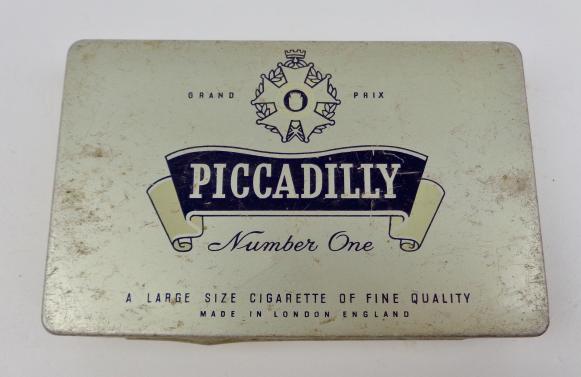 GRAND PRIX
PICCADILLY
Number One
A LARGE SIZE CIGARETTE OF FINE QUALITY
MADE IN LONDON ENGLAND